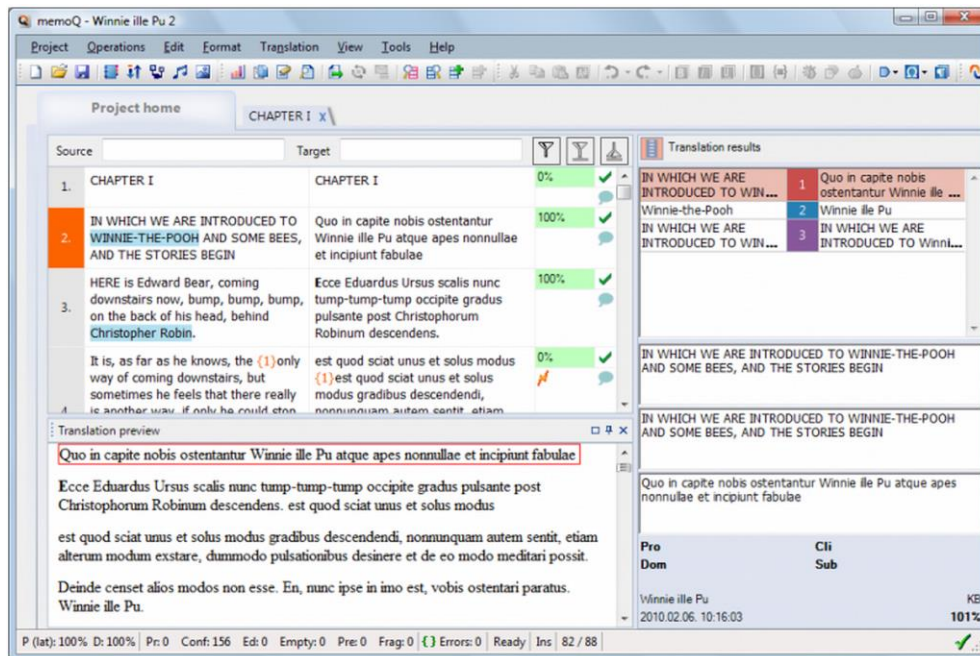 memoQ - Winnie ille Pu 2
Project Operations Edit Format Translation View Tools Help
Project home
CHAPTER I x
Source Target
1. CHAPTER I CHAPTER I 0%
2. IN WHICH WE ARE INTRODUCED TO
WINNIE-THE-POOH AND SOME BEES,
AND THE STORIES BEGIN
Quo in capite nobis ostentantur
Winnie ille Pu atque apes nonnullae
et incipiunt fabulae
100%
3. HERE is Edward Bear, coming
downstairs now, bump, bump, bump,
on the back of his head, behind
Christopher Robin.
Ecce Eduardus Ursus scalis nunc
tump-tump-tump occipite gradus
pulsante post Christophorum
Robinum descendens.
100%
4. It is, as far as he knows, the {1}only
way of coming downstairs, but
sometimes he feels that there really
is another way, if only he could stop
est quod sciat unus et solus modus
{1}est quod sciat unus et solus
modus gradibus descendendi,
nonnunquam autem sentit, etiam
0%
Translation preview
Quo in capite nobis ostentantur Winnie ille Pu atque apes nonnullae et incipiunt fabulae
Ecce Eduardus Ursus scalis nunc tump-tump-tump occipite gradus pulsante post
Christophorum Robinum descendens. est quod sciat unus et solus modus
est quod sciat unus et solus modus gradibus descendendi, nonnunquam autem sentit, etiam
alterum modum exstare, dummodo pulsationibus desinere et de eo modo meditari possit.
Deinde censet alios modos non esse. En, nunc ipse in imo est, vobis ostentari paratus.
Winnie ille Pu.
Translation results
IN WHICH WE ARE
INTRODUCED TO WIN...
1
Quo in capite nobis
ostentantur Winnie ille ...
Winnie-the-Pooh 2 Winnie ille Pu
IN WHICH WE ARE
INTRODUCED TO WIN...
3
IN WHICH WE ARE
INTRODUCED TO Winni...
IN WHICH WE ARE INTRODUCED TO WINNIE-THE-POOH
AND SOME BEES, AND THE STORIES BEGIN
IN WHICH WE ARE INTRODUCED TO WINNIE-THE-POOH
AND SOME BEES, AND THE STORIES BEGIN
Quo in capite nobis ostentantur Winnie ille Pu atque apes
nonnullae et incipiunt fabulae
Pro Cli
Dom Sub
Winnie ille Pu KB
2010.02.06. 10:16:03 101%
P (lat): 100% D: 100% Pr: 0 Conf: 156 Ed: 0 Empty: 0 Pre: 0 Frag: 0 {} Errors: 0 Ready Ins 82 / 88